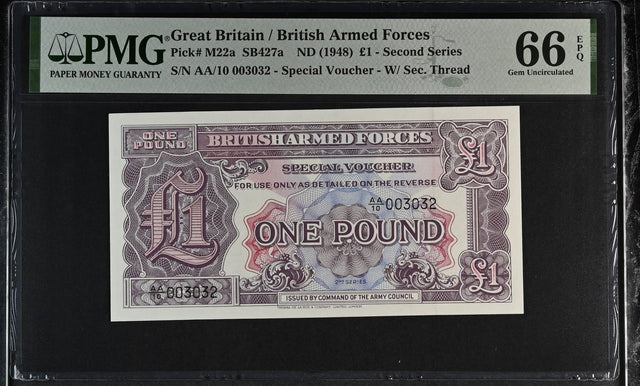 PMG
PAPER MONEY GUARANTY
Great Britain / British Armed Forces
Pick# M22a SB427a ND (1948) £1 - Second Series
S/N AA/10 003032 - Special Voucher - W/ Sec. Thread
66
EPQ
Gem Uncirculated
ONE
POUND
BRITISH ARMED FORCES
£1
SPECIAL VOUCHER
FOR USE ONLY AS DETAILED ON THE REVERSE
£1
AA/10 003032
ONE POUND
2ND SERIES
AA/10 003032
£1
ISSUED BY COMMAND OF THE ARMY COUNCIL